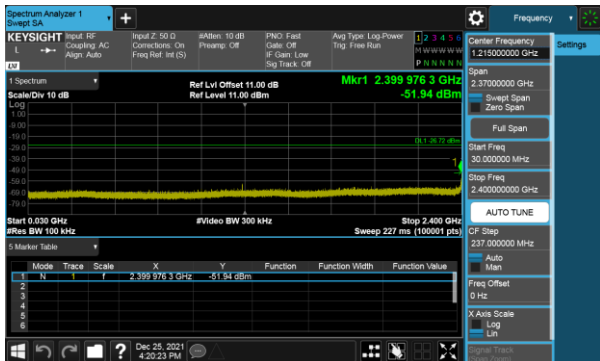 Spectrum Analyzer 1
Swept SA
+
Frequency
KEYSIGHT
L
Input: RF
Coupling: AC
Align: Auto
Input Z: 50 Ω
Corrections: On
Freq Ref: Int (S)
#Atten: 10 dB
Preamp: Off
PNO: Fast
Gate: Off
IF Gain: Low
Sig Track: Off
Avg Type: Log-Power
Trig: Free Run
1 2 3 4 5 6
M W W W W W
P N N N N N
1 Spectrum
Scale/Div 10 dB
Ref Lvl Offset 11.00 dB
Ref Level 11.00 dBm
Mkr1 2.399 976 3 GHz
-51.94 dBm
Log
1.00
-9.00
-19.0
-29.0
-39.0
-49.0
-59.0
-69.0
-79.0
DL1 -26.72 dBm
1
Start 0.030 GHz
#Res BW 100 kHz
#Video BW 300 kHz
Stop 2.400 GHz
Sweep 227 ms (100001 pts)
5 Marker Table
Mode Trace Scale X Y Function Function Width Function Value
1 N 1 f 2.399 976 3 GHz -51.94 dBm
2
3
4
5
6
?
Dec 25, 2021
4:20:23 PM
Center Frequency
1.215000000 GHz
Settings
Span
2.37000000 GHz
Swept Span
Zero Span
Full Span
Start Freq
30.000000 MHz
Stop Freq
2.400000000 GHz
AUTO TUNE
CF Step
237.000000 MHz
Auto
Man
Freq Offset
0 Hz
X Axis Scale
Log
Lin
Signal Track